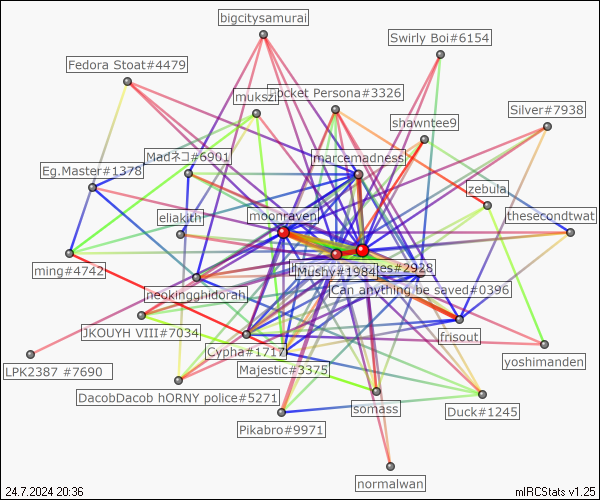 bigcitysamurai
Swirly Boi#6154
Fedora Stoat#4479
mukszi
Pocket Persona#3326
Silver#7938
shawntee9
Madネコ#6901
marcemadness
Eg.Master#1378
zebula
eliakith
moonraven
thesecondtwat
Mushy#1984
#2928
ming#4742
neokingghidorah
Can anything be saved#0396
JKOUYH VIII#7034
frisout
Cypha#1717
yoshimanden
LPK2387 #7690
Majestic#3375
DacobDacob hORNY police#5271
somass
Duck#1245
Pikabro#9971
normalwan
24.7.2024 20:36
mIRCStats v1.25